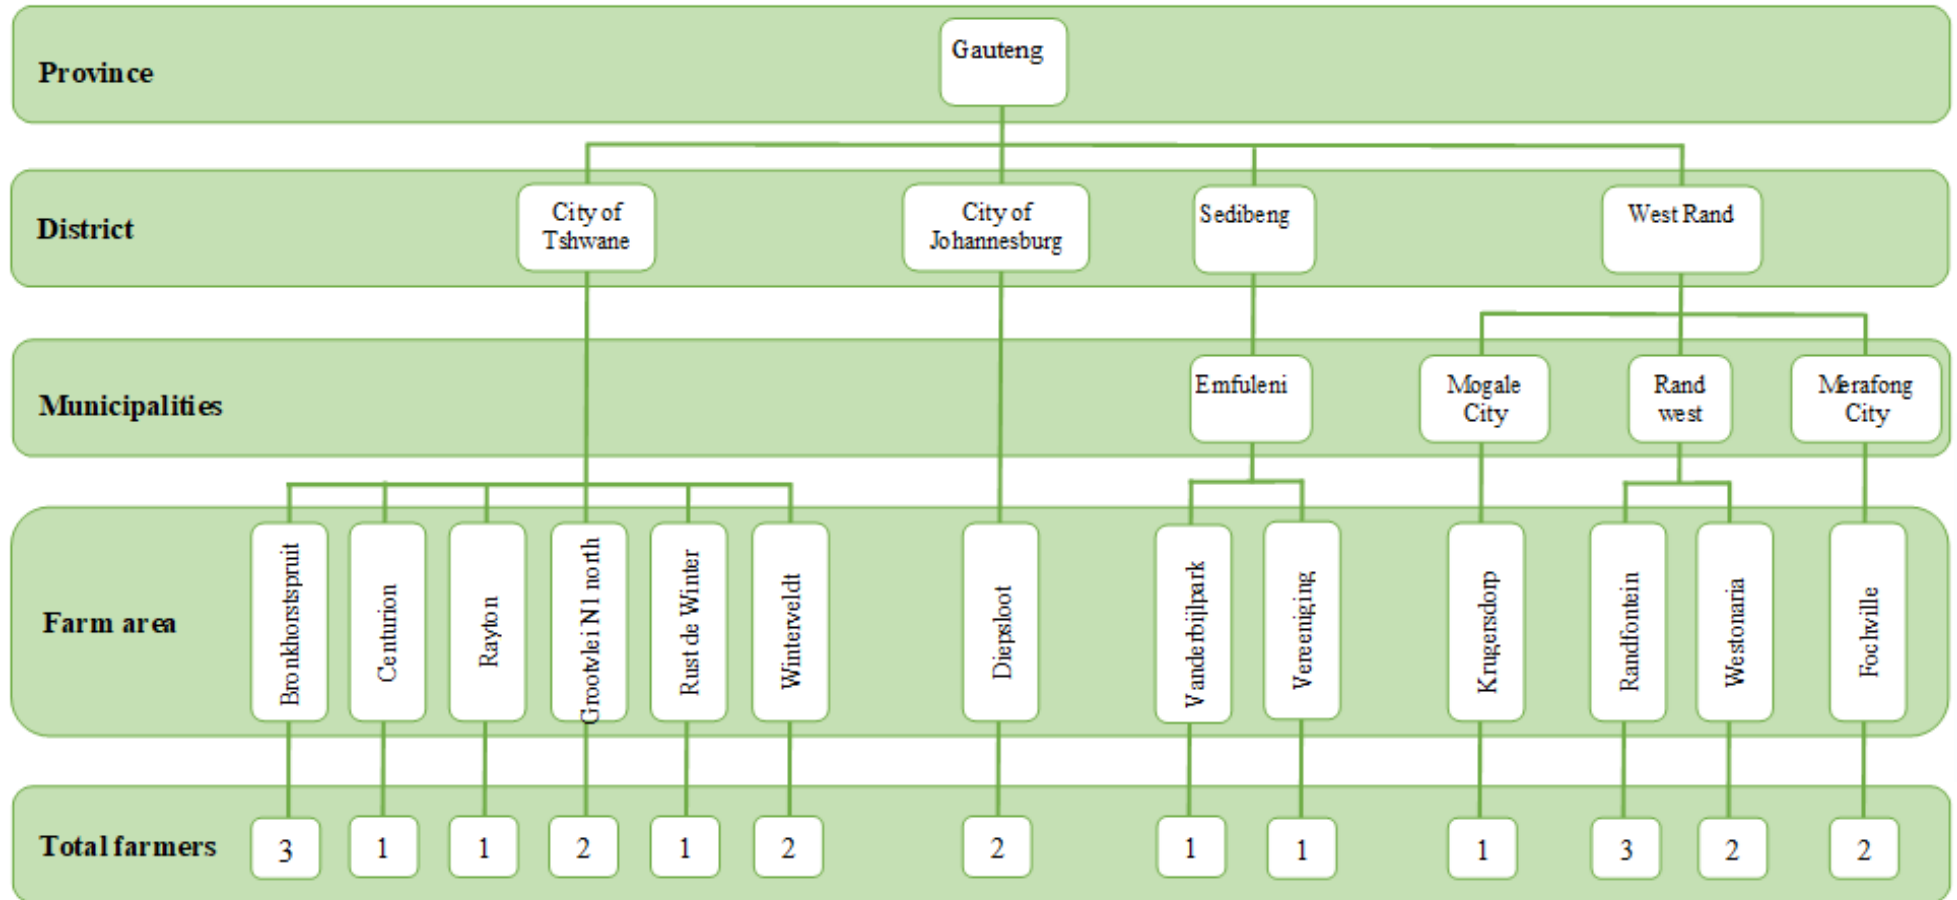 Province
Gauteng
District
City of
Tshwane
City of
Johannesburg
Sedibeng
West Rand
Municipalities
Emfuleni
Mogale
City
Rand
west
Merafong
City
Farm area
Bronkhorstspruit
Centurion
Rayton
Grootvlei N1 north
Rust de Winter
Winterveldt
Diepsloot
Vanderbijlpark
Vereeniging
Krugersdorp
Randfontein
Westonaria
Fochville
Total farmers
3
1
1
2
1
2
2
1
1
1
3
2
2